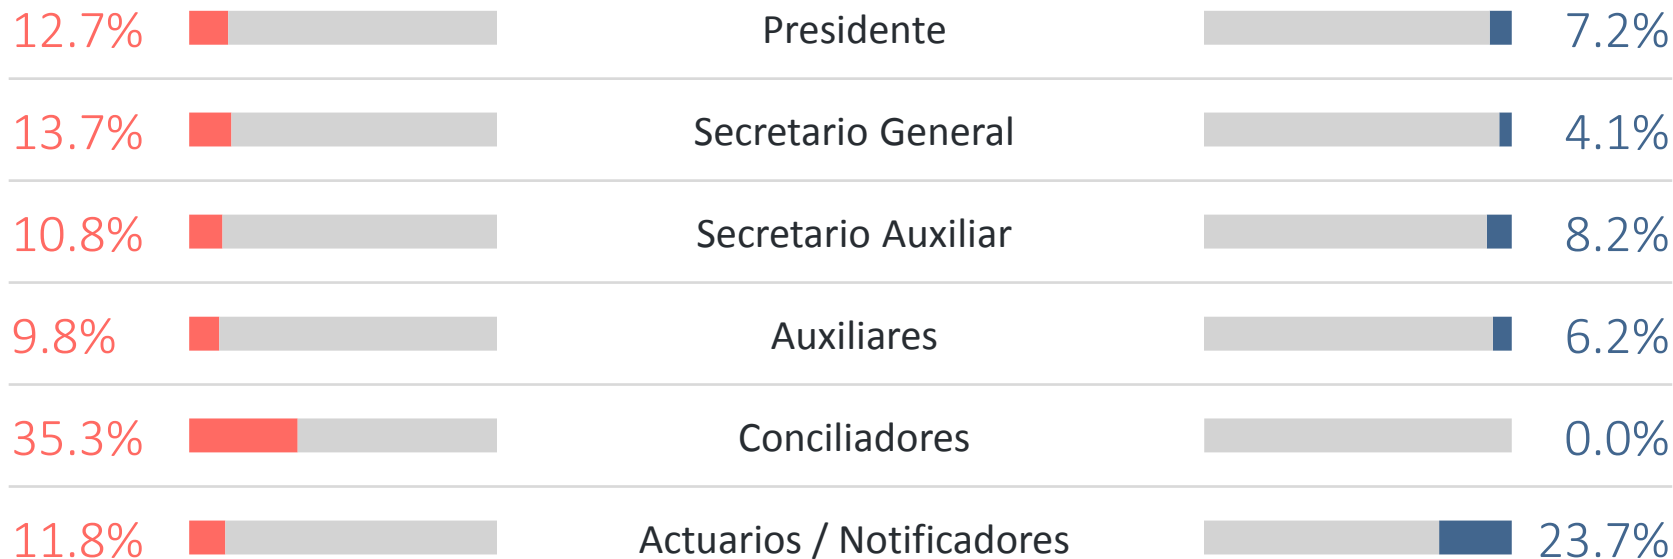 12.7% Presidente 7.2%
13.7% Secretario General 4.1%
10.8% Secretario Auxiliar 8.2%
9.8% Auxiliares 6.2%
35.3% Conciliadores 0.0%
11.8% Actuarios / Notificadores 23.7%